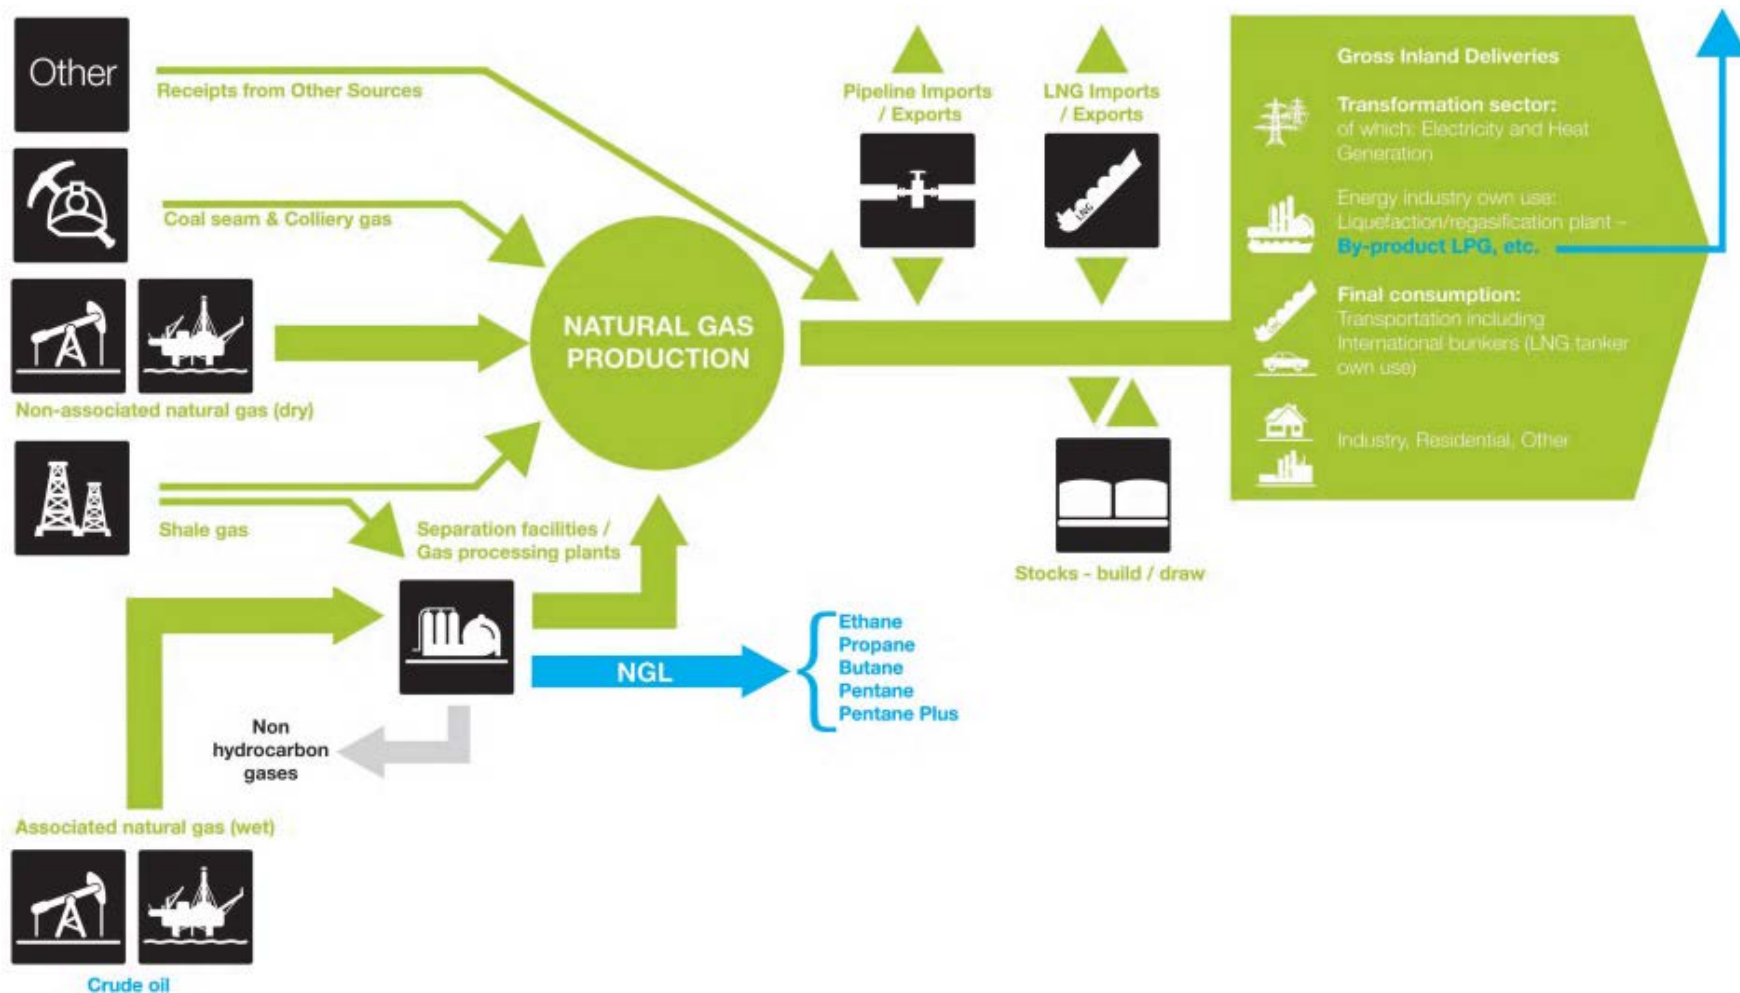 Other
Receipts from Other Sources
Coal seam & Colliery gas
Non-associated natural gas (dry)
Shale gas
NATURAL GAS
PRODUCTION
Separation facilities /
Gas processing plants
NGL
Ethane
Propane
Butane
Pentane
Pentane Plus
Non
hydrocarbon
gases
Associated natural gas (wet)
Crude oil
Pipeline Imports
/ Exports
LNG Imports
/ Exports
LNG
Stocks - build / draw
Gross Inland Deliveries
Transformation sector:
of which: Electricity and Heat
Generation
Energy industry own use:
Liquefaction/regasification plant –
By-product LPG, etc.
Final consumption:
Transportation including
International bunkers (LNG tanker
own use)
Industry, Residential, Other